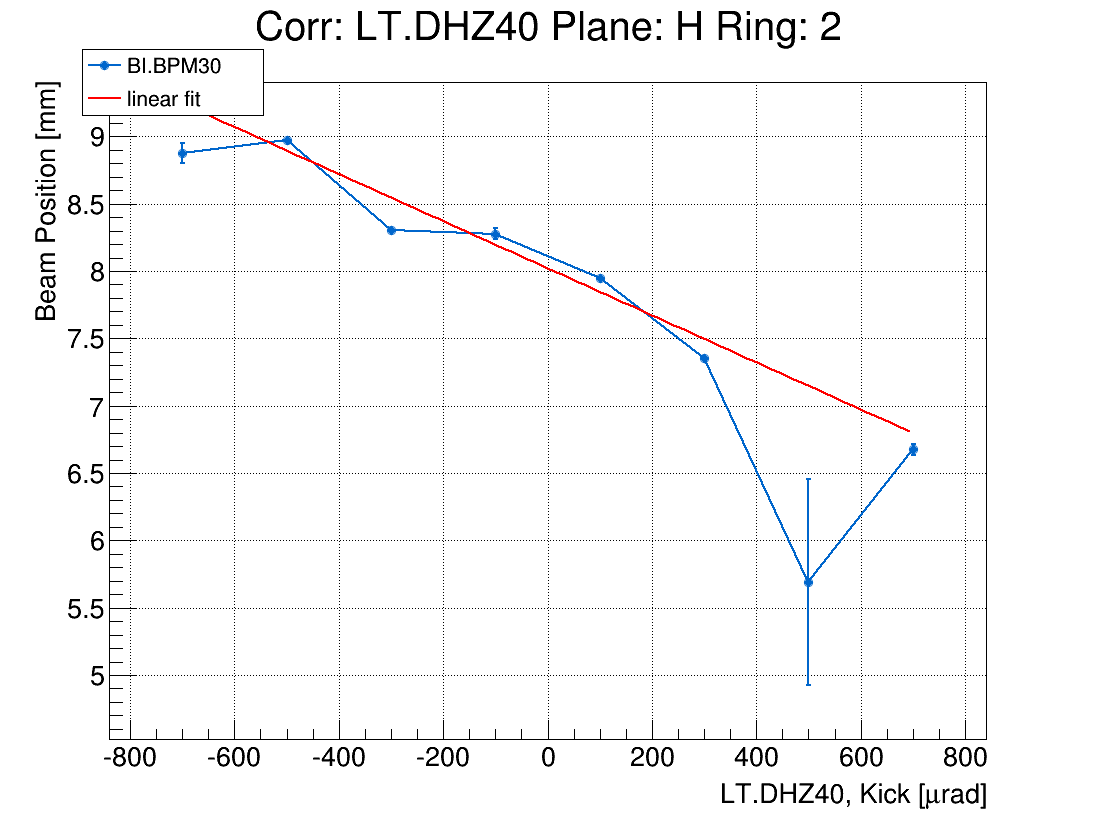 Corr: LT.DHZ40 Plane: H Ring: 2
BI.BPM30
linear fit
Beam Position [mm]
9
8.5
8
7.5
7
6.5
6
5.5
5
-800 -600 -400 -200 0 200 400 600 800
LT.DHZ40, Kick [μrad]